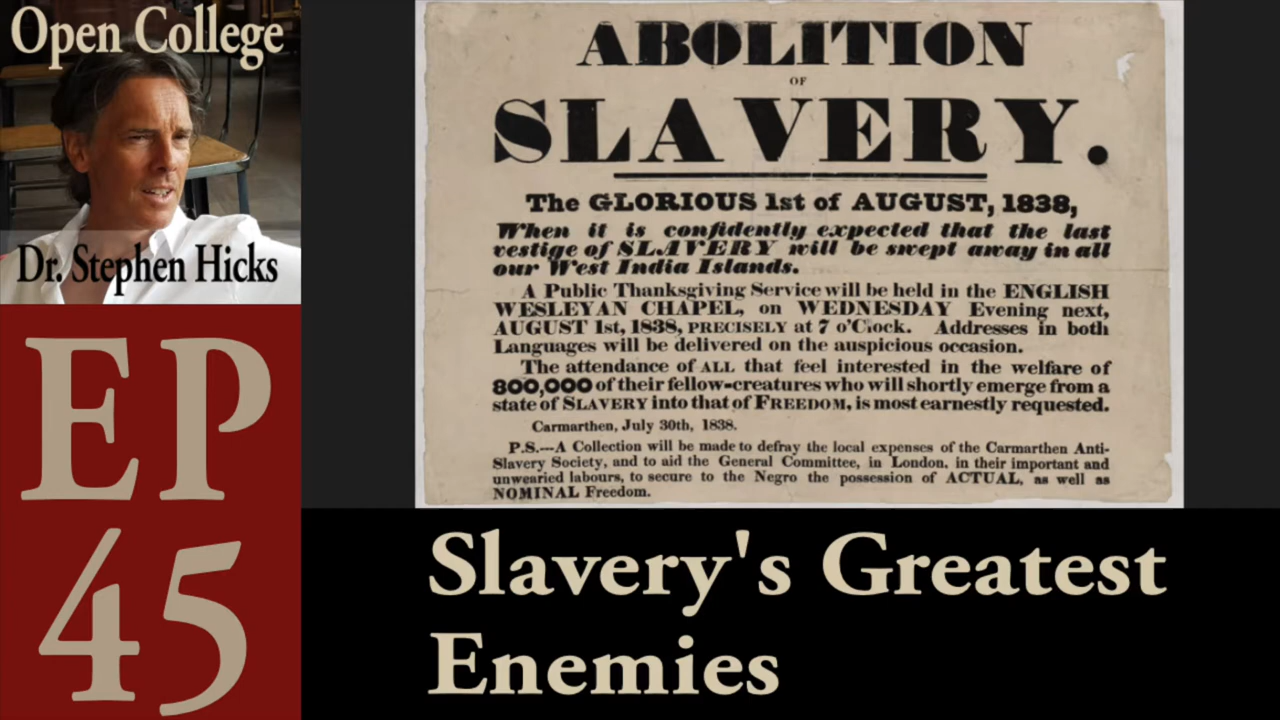 Open College
Dr. Stephen Hicks
EP
45
ABOLITION
OF
SLAVERY.
The GLORIOUS 1st of AUGUST, 1838,
When it is confidently expected that the last
vestige of SLAVERY will be swept away in all
our West India Islands.
A Public Thanksgiving Service will be held in the ENGLISH
WESLEYAN CHAPEL, on WEDNESDAY Evening next,
AUGUST 1st, 1838, PRECISELY at 7 o'Clock. Addresses in both
Languages will be delivered on the auspicious occasion.
The attendance of ALL that feel interested in the welfare of
800,000 of their fellow-creatures who will shortly emerge from a
state of SLAVERY into that of FREEDOM, is most earnestly requested.
Carmarthen, July 30th, 1838.
P.S.--A Collection will be made to defray the local expenses of the Carmarthen Anti-
Slavery Society, and to aid the General Committee, in London, in their important and
unwearied labours, to secure to the Negro the possession of ACTUAL, as well as
NOMINAL Freedom.
Slavery's Greatest
Enemies